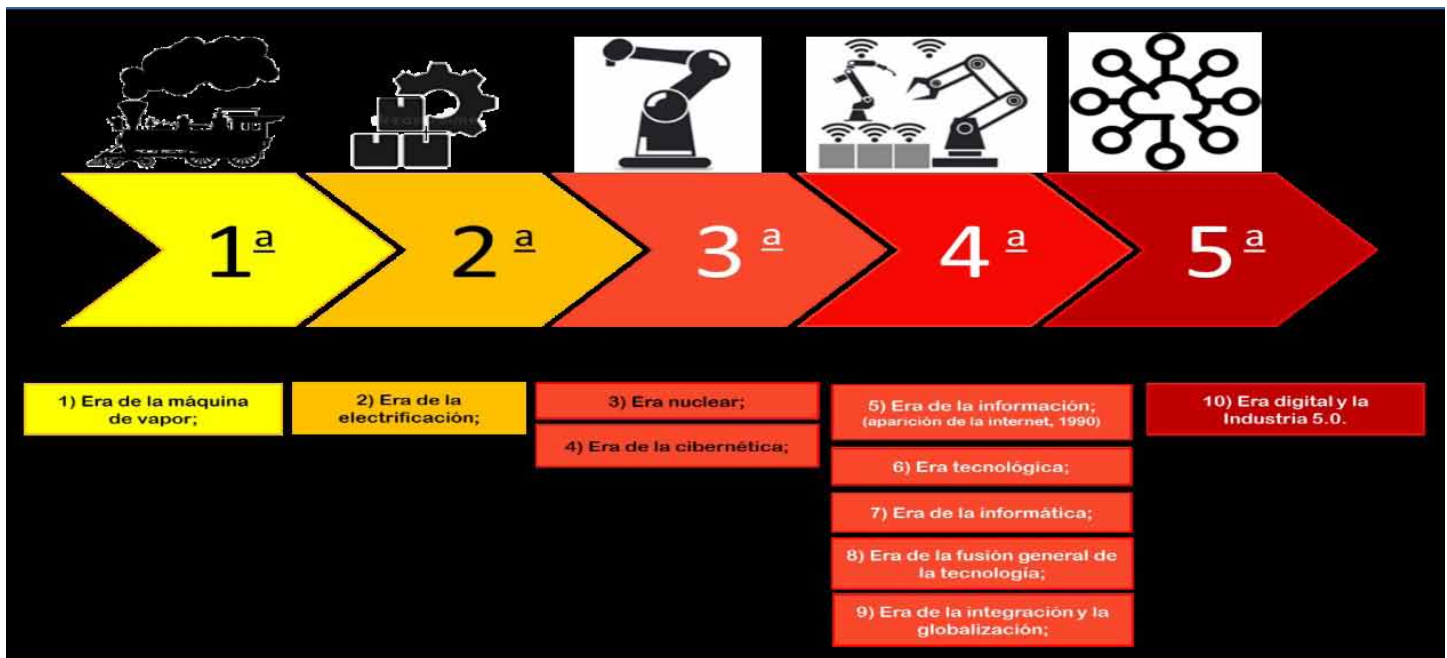 1ª
2ª
3ª
4ª
5ª
1) Era de la máquina
de vapor;
2) Era de la
electrificación;
3) Era nuclear;
4) Era de la cibernética;
5) Era de la información;
(aparición de la internet, 1990)
6) Era tecnológica;
7) Era de la informática;
8) Era de la fusión general de
la tecnología;
9) Era de la integración y la
globalización;
10) Era digital y la
Industria 5.0.